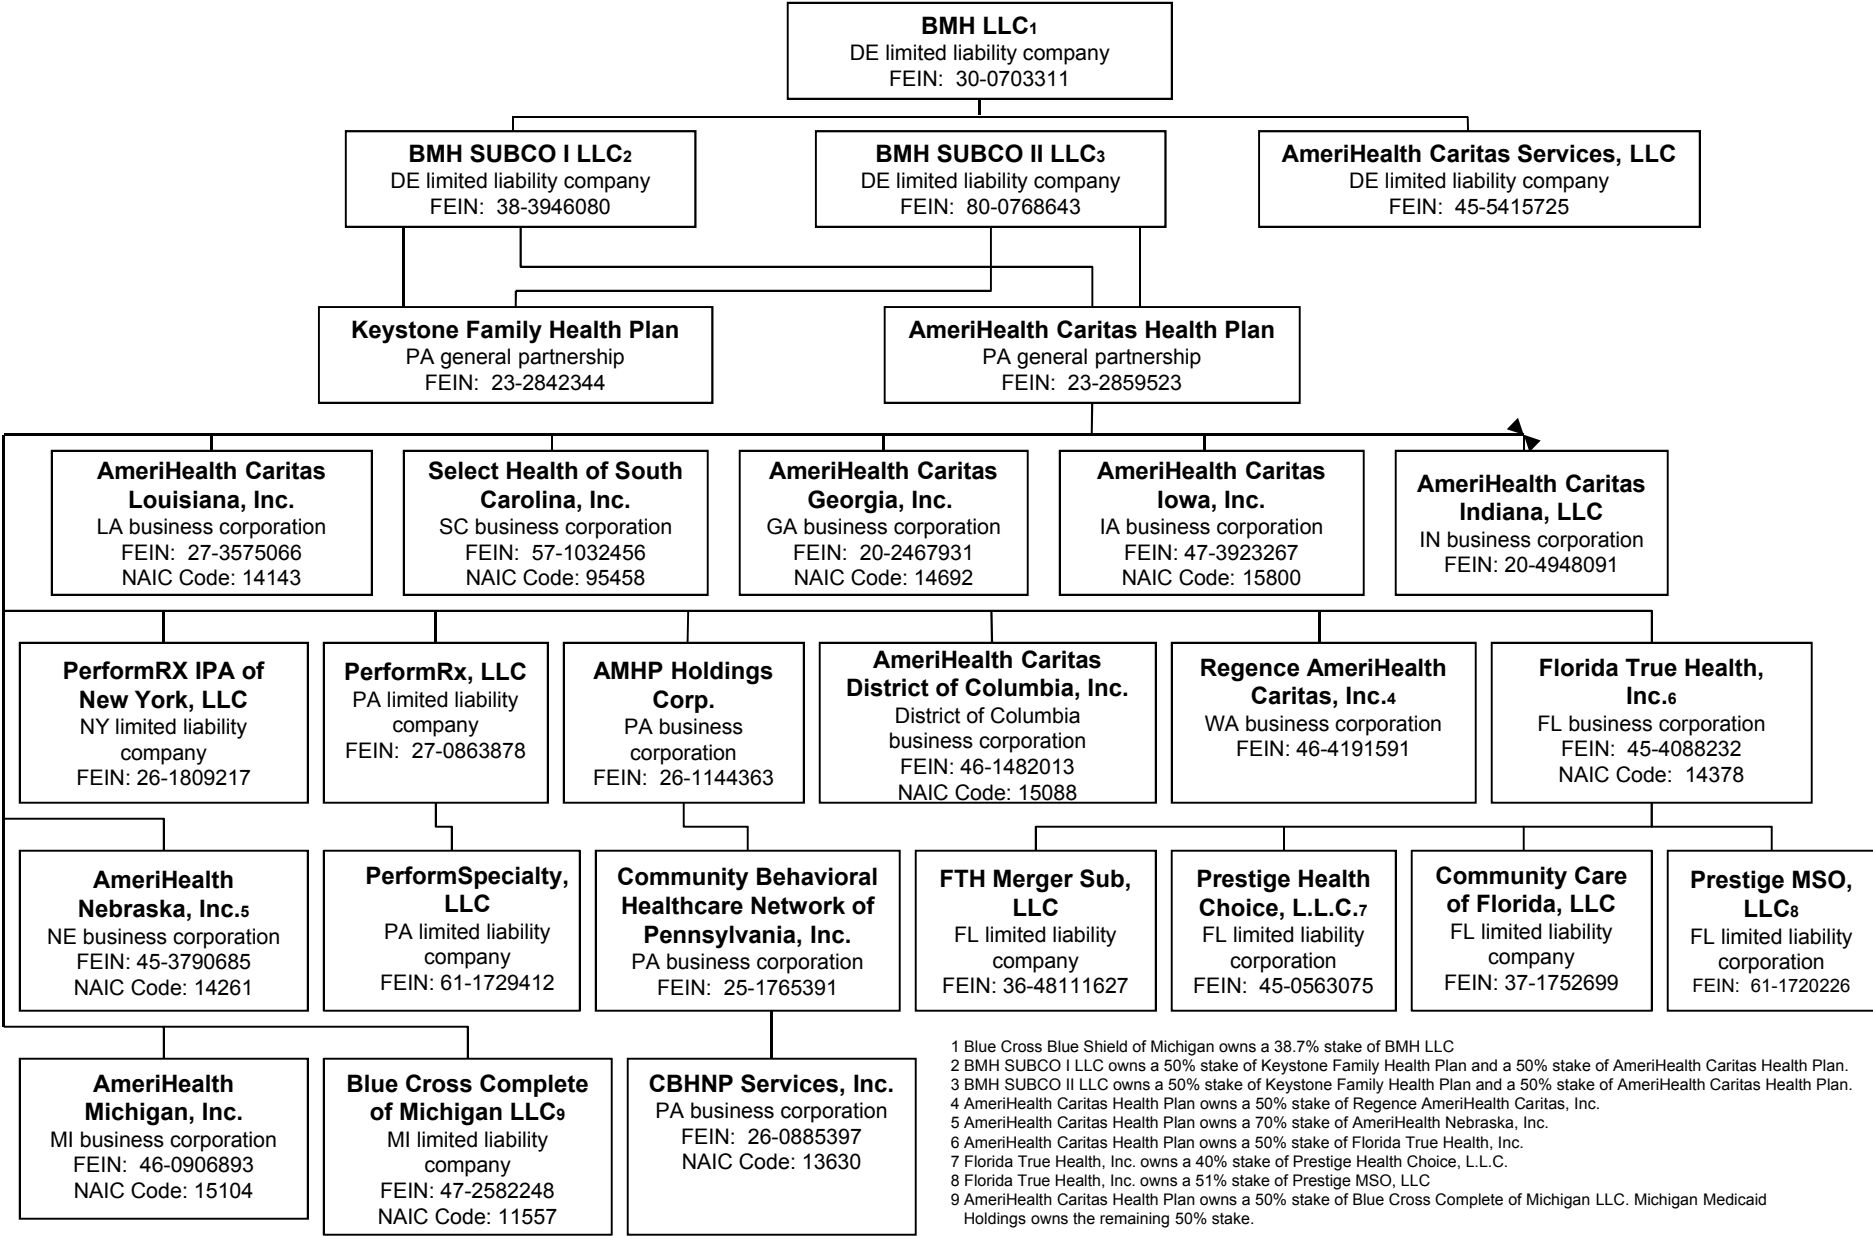 BMH LLC1
DE limited liability company
FEIN: 30-0703311
BMH SUBCO I LLC2
DE limited liability company
FEIN: 38-3946080
BMH SUBCO II LLC3
DE limited liability company
FEIN: 80-0768643
AmeriHealth Caritas Services, LLC
DE limited liability company
FEIN: 45-5415725
Keystone Family Health Plan
PA general partnership
FEIN: 23-2842344
AmeriHealth Caritas Health Plan
PA general partnership
FEIN: 23-2859523
AmeriHealth Caritas
Louisiana, Inc.
LA business corporation
FEIN: 27-3575066
NAIC Code: 14143
Select Health of South
Carolina, Inc.
SC business corporation
FEIN: 57-1032456
NAIC Code: 95458
AmeriHealth Caritas
Georgia, Inc.
GA business corporation
FEIN: 20-2467931
NAIC Code: 14692
AmeriHealth Caritas
Iowa, Inc.
IA business corporation
FEIN: 47-3923267
NAIC Code: 15800
AmeriHealth Caritas
Indiana, LLC
IN business corporation
FEIN: 20-4948091
PerformRX IPA of
New York, LLC
NY limited liability
company
FEIN: 26-1809217
PerformRx, LLC
PA limited liability
company
FEIN: 27-0863878
AMHP Holdings
Corp.
PA business
corporation
FEIN: 26-1144363
AmeriHealth Caritas
District of Columbia, Inc.
District of Columbia
business corporation
FEIN: 46-1482013
NAIC Code: 15088
Regence AmeriHealth
Caritas, Inc.4
WA business corporation
FEIN: 46-4191591
Florida True Health,
Inc.6
FL business corporation
FEIN: 45-4088232
NAIC Code: 14378
AmeriHealth
Nebraska, Inc.5
NE business corporation
FEIN: 45-3790685
NAIC Code: 14261
PerformSpecialty,
LLC
PA limited liability
company
FEIN: 61-1729412
Community Behavioral
Healthcare Network of
Pennsylvania, Inc.
PA business corporation
FEIN: 25-1765391
FTH Merger Sub,
LLC
FL limited liability
company
FEIN: 36-48111627
Prestige Health
Choice, L.L.C.7
FL limited liability
corporation
FEIN: 45-0563075
Community Care
of Florida, LLC
FL limited liability
company
FEIN: 37-1752699
Prestige MSO,
LLC8
FL limited liability
corporation
FEIN: 61-1720226
AmeriHealth
Michigan, Inc.
MI business corporation
FEIN: 46-0906893
NAIC Code: 15104
Blue Cross Complete
of Michigan LLC9
MI limited liability
company
FEIN: 47-2582248
NAIC Code: 11557
CBHNP Services, Inc.
PA business corporation
FEIN: 26-0885397
NAIC Code: 13630
1 Blue Cross Blue Shield of Michigan owns a 38.7% stake of BMH LLC
2 BMH SUBCO I LLC owns a 50% stake of Keystone Family Health Plan and a 50% stake of AmeriHealth Caritas Health Plan.
3 BMH SUBCO II LLC owns a 50% stake of Keystone Family Health Plan and a 50% stake of AmeriHealth Caritas Health Plan.
4 AmeriHealth Caritas Health Plan owns a 50% stake of Regence AmeriHealth Caritas, Inc.
5 AmeriHealth Caritas Health Plan owns a 70% stake of AmeriHealth Nebraska, Inc.
6 AmeriHealth Caritas Health Plan owns a 50% stake of Florida True Health, Inc.
7 Florida True Health, Inc. owns a 40% stake of Prestige Health Choice, L.L.C.
8 Florida True Health, Inc. owns a 51% stake of Prestige MSO, LLC
9 AmeriHealth Caritas Health Plan owns a 50% stake of Blue Cross Complete of Michigan LLC. Michigan Medicaid
Holdings owns the remaining 50% stake.